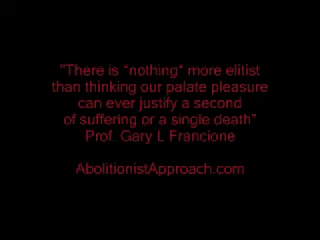 "There is *nothing* more elitist
than thinking our palate pleasure
can ever justify a second
of suffering or a single death"
Prof. Gary L Francione
AbolitionistApproach.com